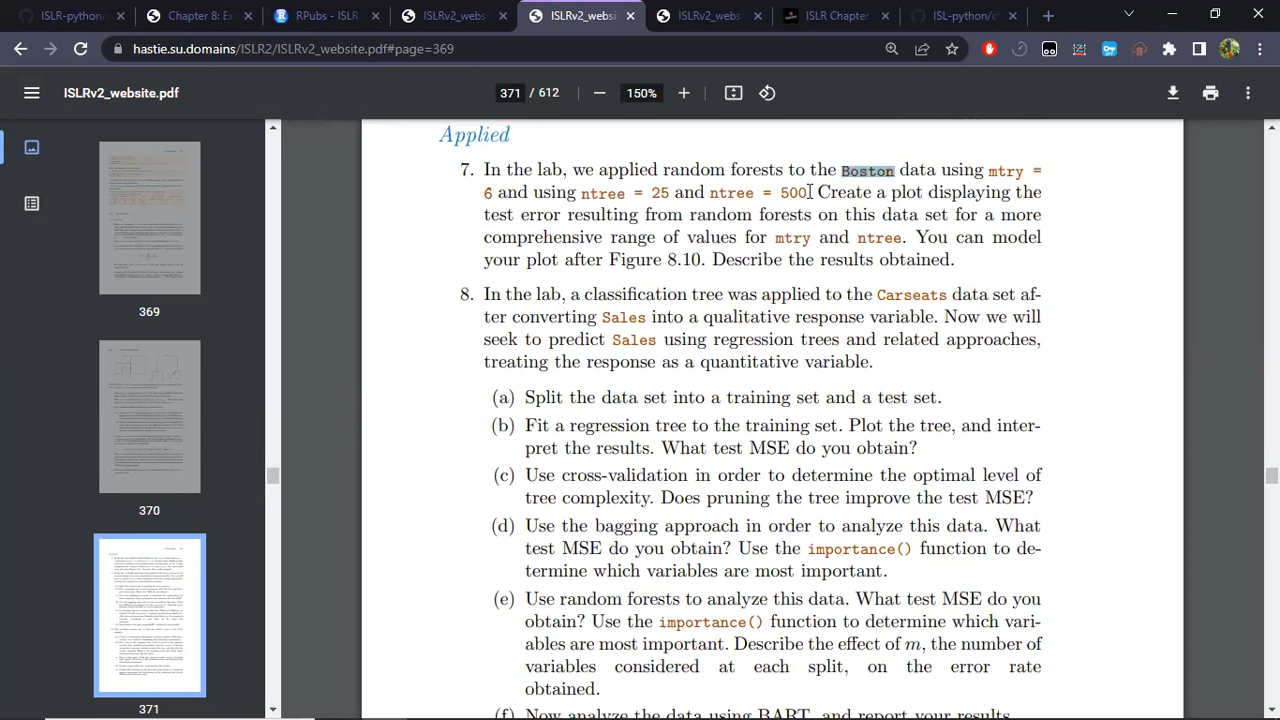 ISLR-python/
Chapter 8: Ex
RPubs - ISLR
ISLRv2_websi
ISLRv2_websi
ISLRv2_websi
ISLR Chapter
ISL-python/c
hastie.su.domains/ISLR2/ISLRv2_website.pdf#page=369
ISLRv2_website.pdf
371 / 612
150%
369
370
371
Applied
7. In the lab, we applied random forests to the Boston data using mtry =
6 and using ntree = 25 and ntree = 500. Create a plot displaying the
test error resulting from random forests on this data set for a more
comprehensive range of values for mtry and ntree. You can model
your plot after Figure 8.10. Describe the results obtained.
8. In the lab, a classification tree was applied to the Carseats data set af-
ter converting Sales into a qualitative response variable. Now we will
seek to predict Sales using regression trees and related approaches,
treating the response as a quantitative variable.
(a) Split the data set into a training set and a test set.
(b) Fit a regression tree to the training set. Plot the tree, and inter-
pret the results. What test MSE do you obtain?
(c) Use cross-validation in order to determine the optimal level of
tree complexity. Does pruning the tree improve the test MSE?
(d) Use the bagging approach in order to analyze this data. What
test MSE do you obtain? Use the importance() function to de-
termine which variables are most important.
(e) Use random forests to analyze this data. What test MSE do you
obtain? Use the importance() function to determine which vari-
ables are most important. Describe the effect of m, the number of
variables considered at each split, on the error rate
obtained.
(f) Now analyze the data using BART, and report your results.